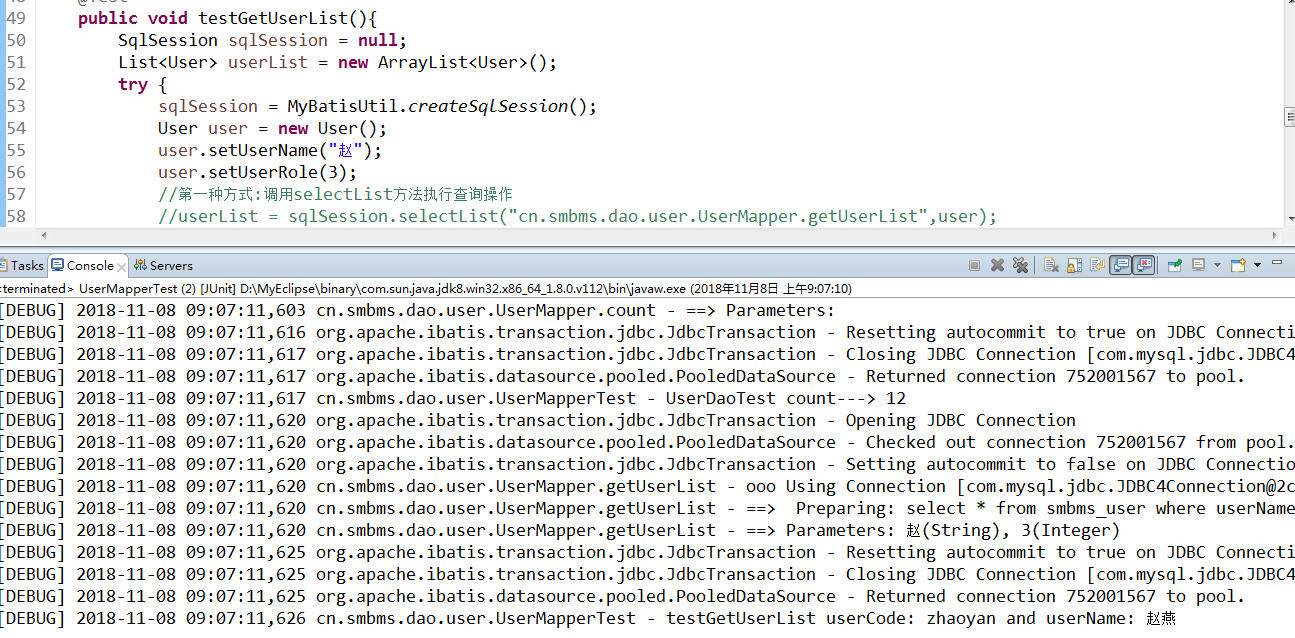 @Test
49 public void testGetUserList(){
50 SqlSession sqlSession = null;
51 List<User> userList = new ArrayList<User>();
52 try {
53 sqlSession = MyBatisUtil.createSqlSession();
54 User user = new User();
55 user.setUserName("赵");
56 user.setUserRole(3);
57 //第一种方式:调用selectList方法执行查询操作
58 //userList = sqlSession.selectList("cn.smbms.dao.user.UserMapper.getUserList",user);
Tasks Console Servers
<terminated> UserMapperTest (2) [JUnit] D:\MyEclipse\binary\com.sun.java.jdk8.win32.x86_64_1.8.0.v112\bin\javaw.exe (2018年11月8日 上午9:07:10)
[DEBUG] 2018-11-08 09:07:11,603 cn.smbms.dao.user.UserMapper.count - ==> Parameters:
[DEBUG] 2018-11-08 09:07:11,616 org.apache.ibatis.transaction.jdbc.JdbcTransaction - Resetting autocommit to true on JDBC Connecti
[DEBUG] 2018-11-08 09:07:11,617 org.apache.ibatis.transaction.jdbc.JdbcTransaction - Closing JDBC Connection [com.mysql.jdbc.JDBC4
[DEBUG] 2018-11-08 09:07:11,617 org.apache.ibatis.datasource.pooled.PooledDataSource - Returned connection 752001567 to pool.
[DEBUG] 2018-11-08 09:07:11,617 cn.smbms.dao.user.UserMapperTest - UserDaoTest count---> 12
[DEBUG] 2018-11-08 09:07:11,620 org.apache.ibatis.transaction.jdbc.JdbcTransaction - Opening JDBC Connection
[DEBUG] 2018-11-08 09:07:11,620 org.apache.ibatis.datasource.pooled.PooledDataSource - Checked out connection 752001567 from pool.
[DEBUG] 2018-11-08 09:07:11,620 org.apache.ibatis.transaction.jdbc.JdbcTransaction - Setting autocommit to false on JDBC Connectio
[DEBUG] 2018-11-08 09:07:11,620 cn.smbms.dao.user.UserMapper.getUserList - ooo Using Connection [com.mysql.jdbc.JDBC4Connection@2c
[DEBUG] 2018-11-08 09:07:11,620 cn.smbms.dao.user.UserMapper.getUserList - ==>  Preparing: select * from smbms_user where userName
[DEBUG] 2018-11-08 09:07:11,620 cn.smbms.dao.user.UserMapper.getUserList - ==> Parameters: 赵(String), 3(Integer)
[DEBUG] 2018-11-08 09:07:11,625 org.apache.ibatis.transaction.jdbc.JdbcTransaction - Resetting autocommit to true on JDBC Connecti
[DEBUG] 2018-11-08 09:07:11,625 org.apache.ibatis.transaction.jdbc.JdbcTransaction - Closing JDBC Connection [com.mysql.jdbc.JDBC4
[DEBUG] 2018-11-08 09:07:11,625 org.apache.ibatis.datasource.pooled.PooledDataSource - Returned connection 752001567 to pool.
[DEBUG] 2018-11-08 09:07:11,626 cn.smbms.dao.user.UserMapperTest - testGetUserList userCode: zhaoyan and userName: 赵燕